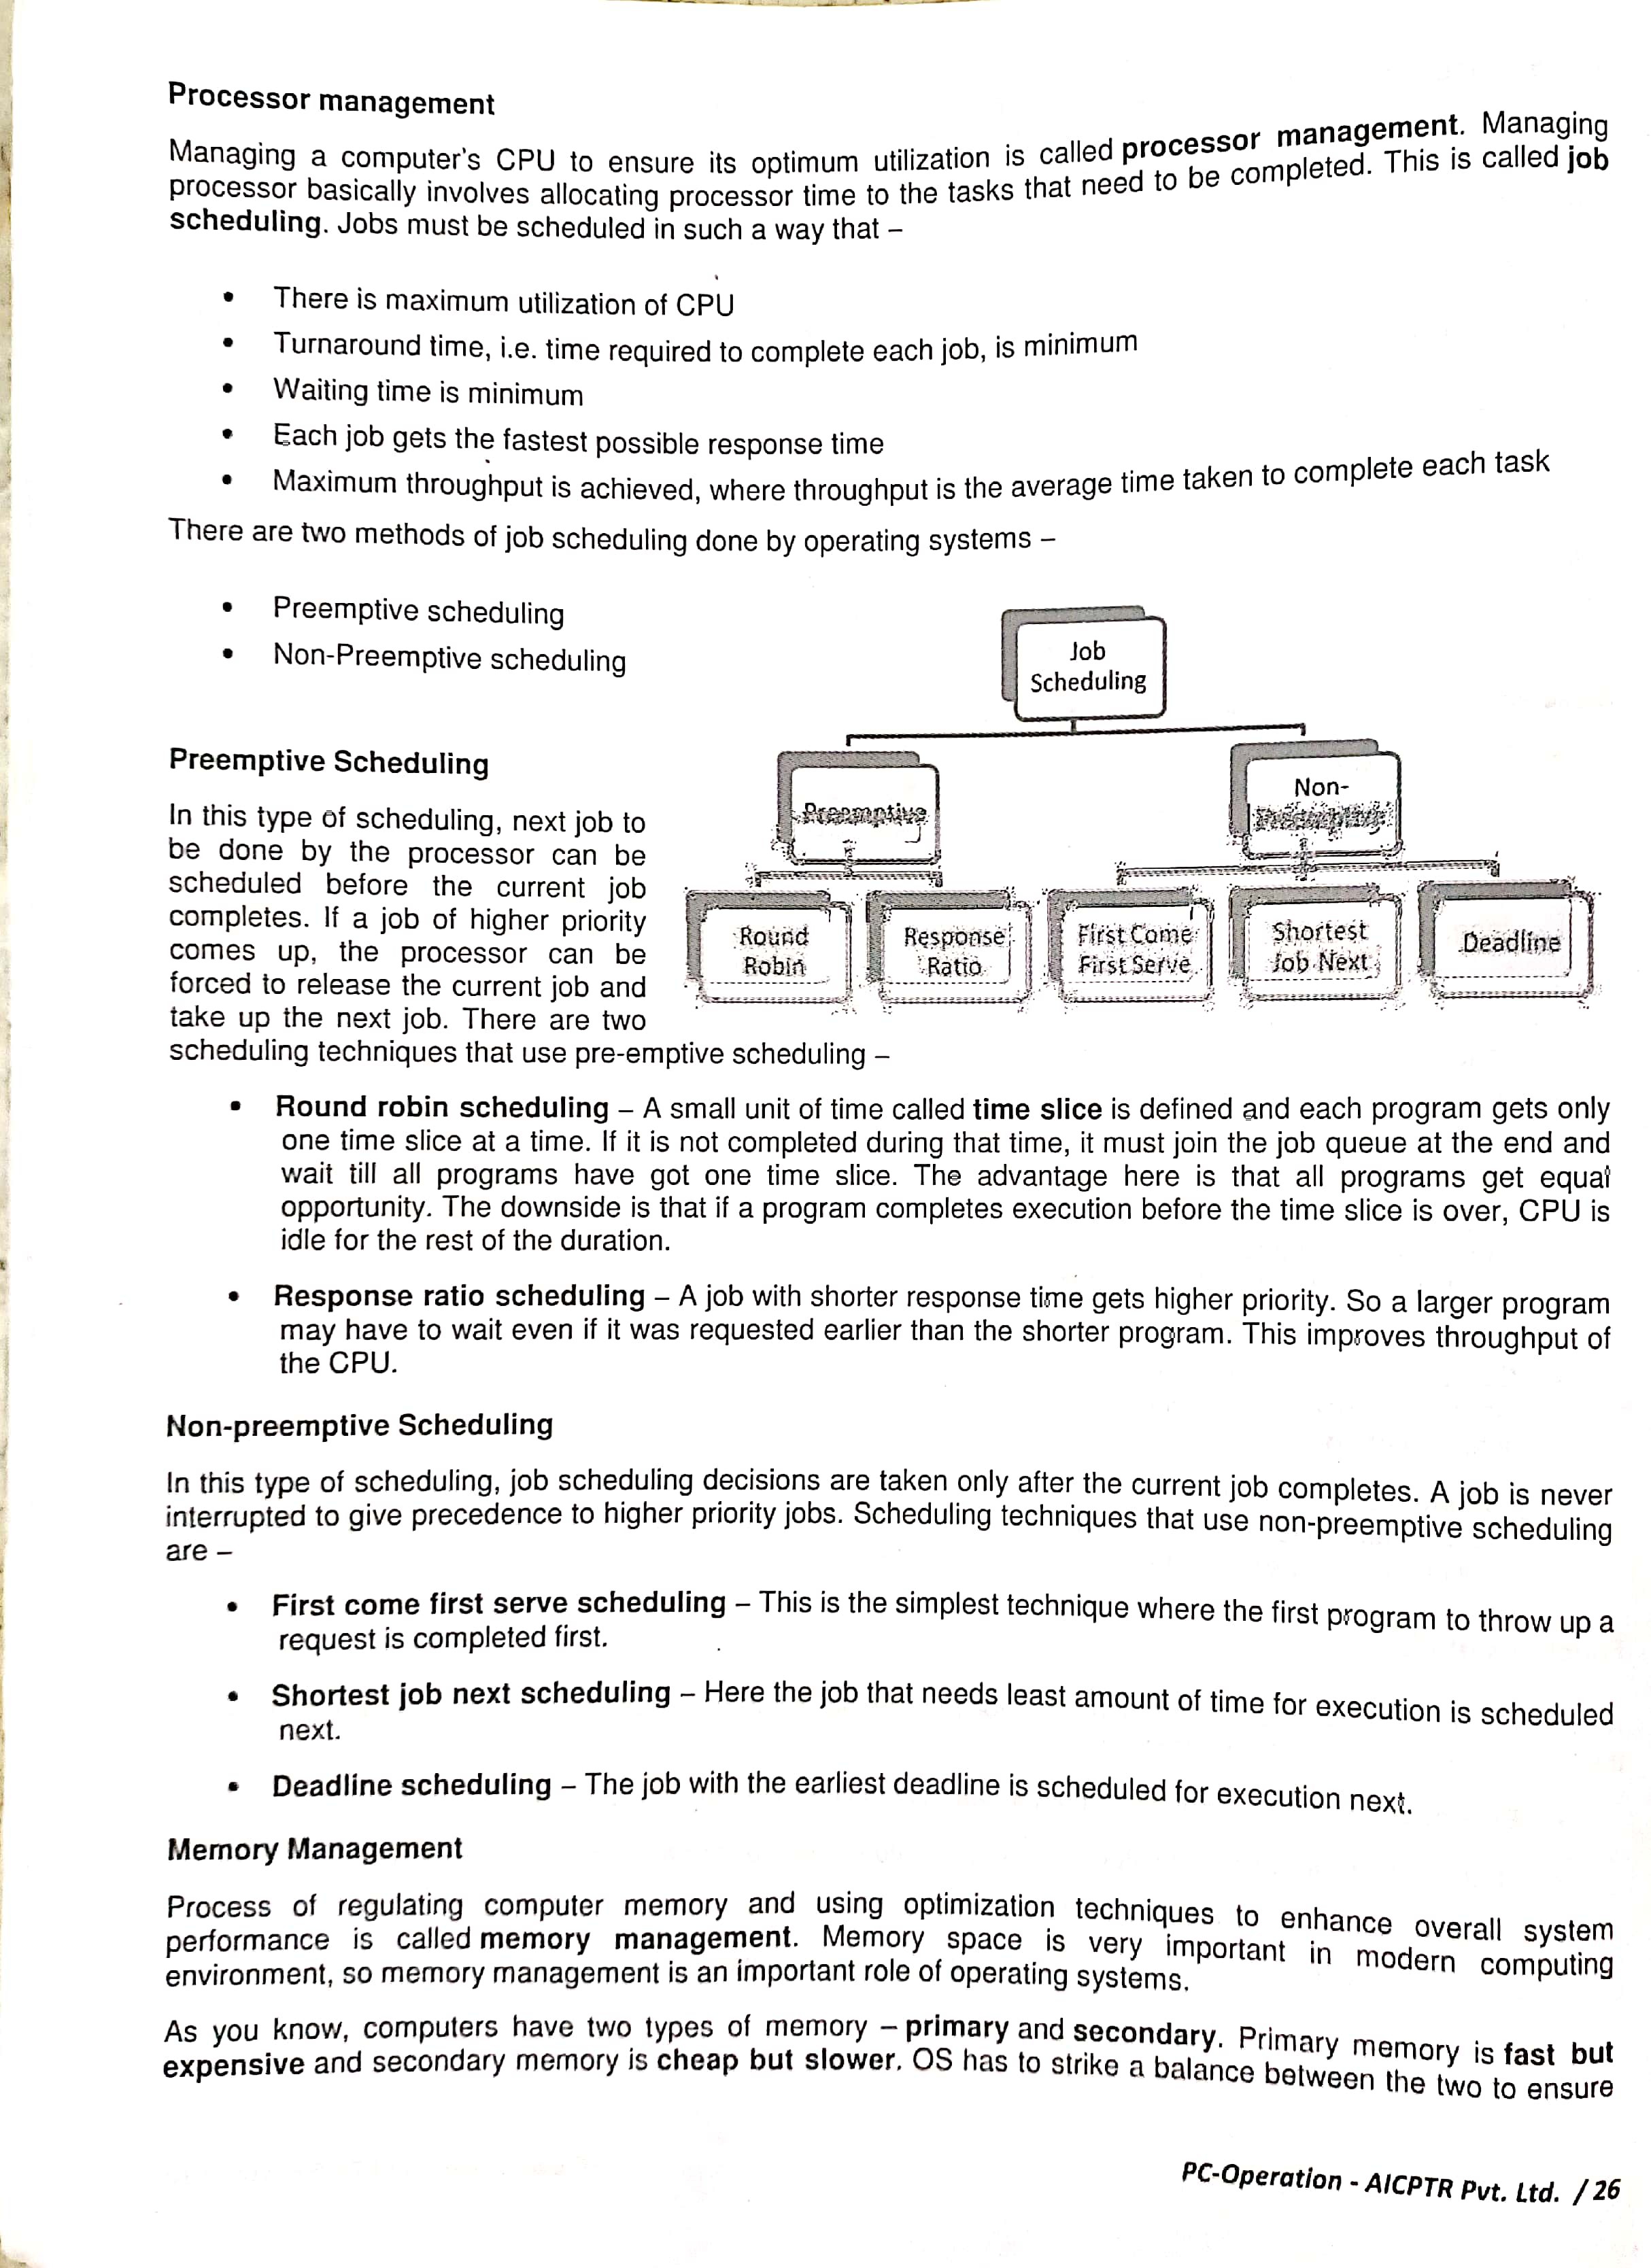 Processor management
Managing a computer's CPU to ensure its optimum utilization is called processor management. Managing
processor basically involves allocating processor time to the tasks that need to be completed. This is called job
scheduling. Jobs must be scheduled in such a way that –
• There is maximum utilization of CPU
• Turnaround time, i.e. time required to complete each job, is minimum
• Waiting time is minimum
• Each job gets the fastest possible response time
• Maximum throughput is achieved, where throughput is the average time taken to complete each task
There are two methods of job scheduling done by operating systems –
• Preemptive scheduling
• Non-Preemptive scheduling
Job
Scheduling
Preemptive
Non-
Round
Robin
Response
Ratio
First Come
First Serve
Shortest
Job Next
Deadline
Preemptive Scheduling
In this type of scheduling, next job to
be done by the processor can be
scheduled before the current job
completes. If a job of higher priority
comes up, the processor can be
forced to release the current job and
take up the next job. There are two
scheduling techniques that use pre-emptive scheduling –
• Round robin scheduling – A small unit of time called time slice is defined and each program gets only
one time slice at a time. If it is not completed during that time, it must join the job queue at the end and
wait till all programs have got one time slice. The advantage here is that all programs get equal
opportunity. The downside is that if a program completes execution before the time slice is over, CPU is
idle for the rest of the duration.
• Response ratio scheduling – A job with shorter response time gets higher priority. So a larger program
may have to wait even if it was requested earlier than the shorter program. This improves throughput of
the CPU.
Non-preemptive Scheduling
In this type of scheduling, job scheduling decisions are taken only after the current job completes. A job is never
interrupted to give precedence to higher priority jobs. Scheduling techniques that use non-preemptive scheduling
are –
• First come first serve scheduling – This is the simplest technique where the first program to throw up a
request is completed first.
• Shortest job next scheduling – Here the job that needs least amount of time for execution is scheduled
next.
• Deadline scheduling – The job with the earliest deadline is scheduled for execution next.
Memory Management
Process of regulating computer memory and using optimization techniques to enhance overall system
performance is called memory management. Memory space is very important in modern computing
environment, so memory management is an important role of operating systems.
As you know, computers have two types of memory – primary and secondary. Primary memory is fast but
expensive and secondary memory is cheap but slower. OS has to strike a balance between the two to ensure
PC-Operation - AICPTR Pvt. Ltd. / 26